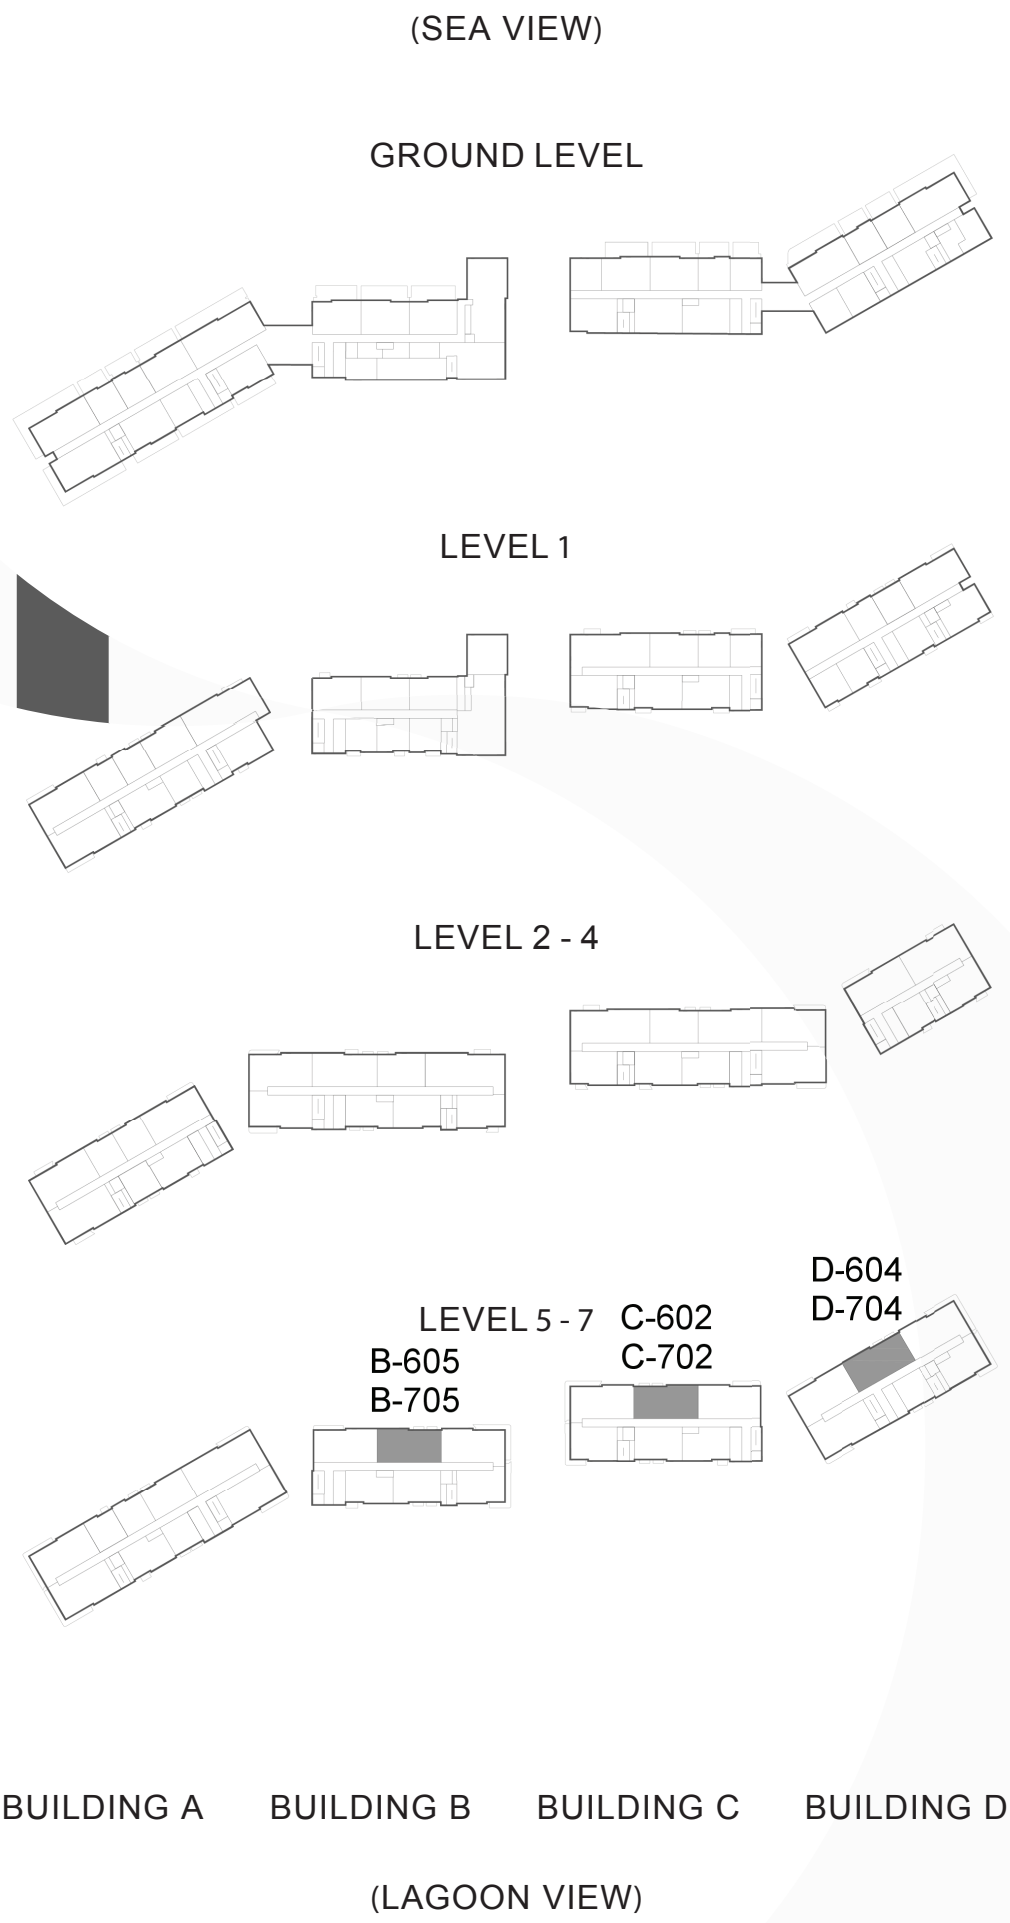 (SEA VIEW)
GROUND LEVEL
LEVEL 1
LEVEL 2 - 4
D-604
D-704
LEVEL 5 - 7
C-602
C-702
B-605
B-705
BUILDING A
BUILDING B
BUILDING C
BUILDING D
(LAGOON VIEW)